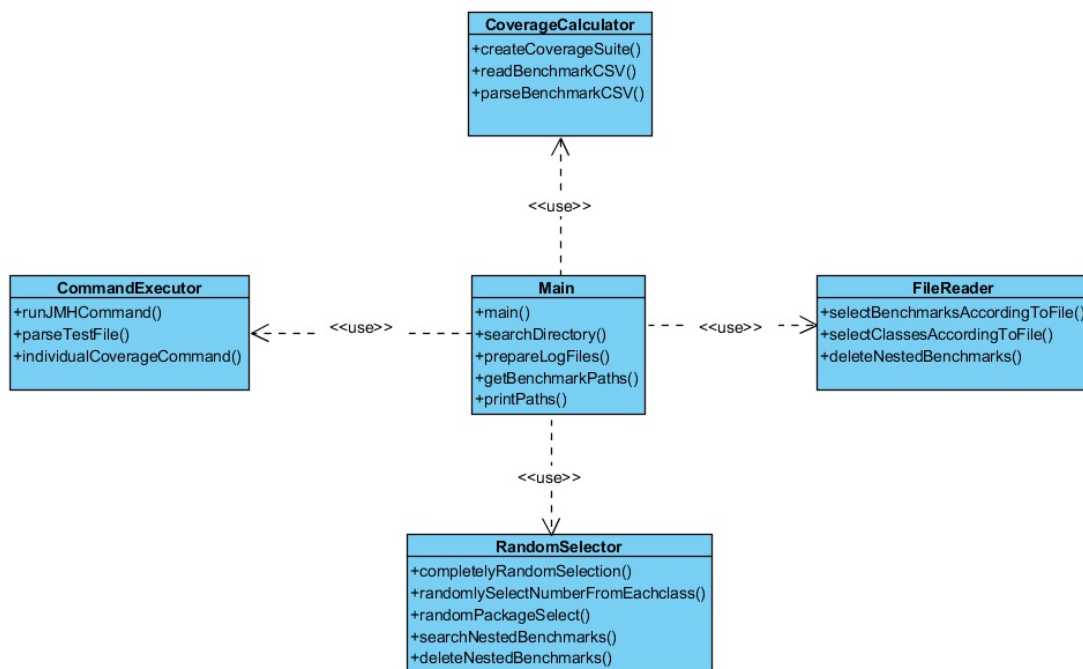 CoverageCalculator
+createCoverageSuite()
+readBenchmarkCSV()
+parseBenchmarkCSV()
<<use>>
CommandExecutor
+runJMHCommand()
+parseTestFile()
+individualCoverageCommand()
<<use>>
Main
+main()
+searchDirectory()
+prepareLogFiles()
+getBenchmarkPaths()
+printPaths()
<<use>>
FileReader
+selectBenchmarksAccordingToFile()
+selectClassesAccordingToFile()
+deleteNestedBenchmarks()
<<use>>
RandomSelector
+completelyRandomSelection()
+randomlySelectNumberFromEachclass()
+randomPackageSelect()
+searchNestedBenchmarks()
+deleteNestedBenchmarks()